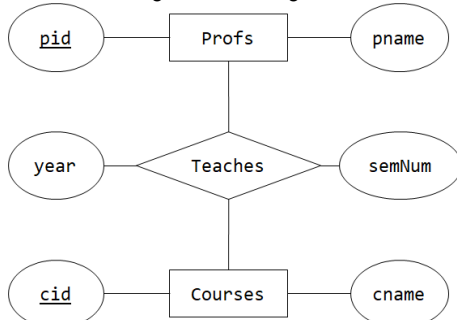 pid Profs pname
year Teaches semNum
cid Courses cname